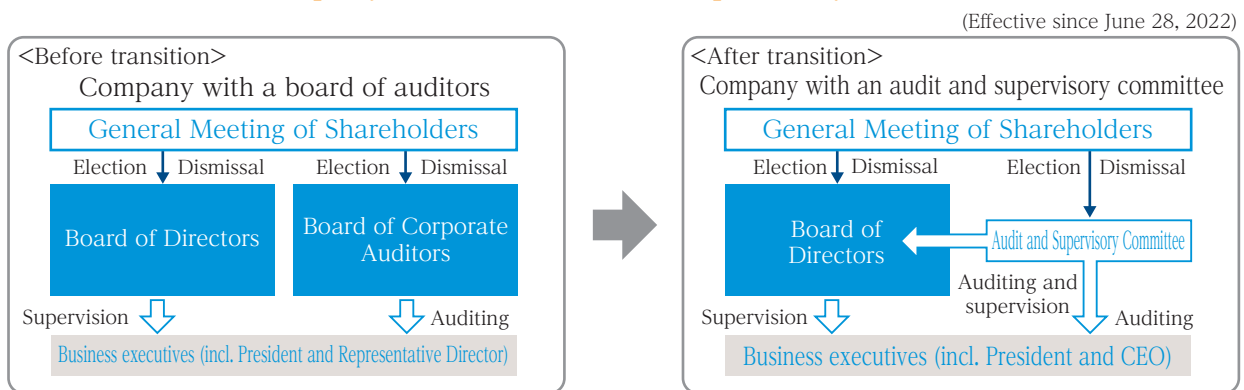 (Effective since June 28, 2022)
<Before transition>
Company with a board of auditors
General Meeting of Shareholders
Election Dismissal
Election Dismissal
Board of Directors
Board of Corporate
Auditors
Supervision
Auditing
Business executives (incl. President and Representative Director)
<After transition>
Company with an audit and supervisory committee
General Meeting of Shareholders
Election Dismissal
Election Dismissal
Board of
Directors
Audit and Supervisory Committee
Auditing and
supervision
Supervision
Auditing
Business executives (incl. President and CEO)